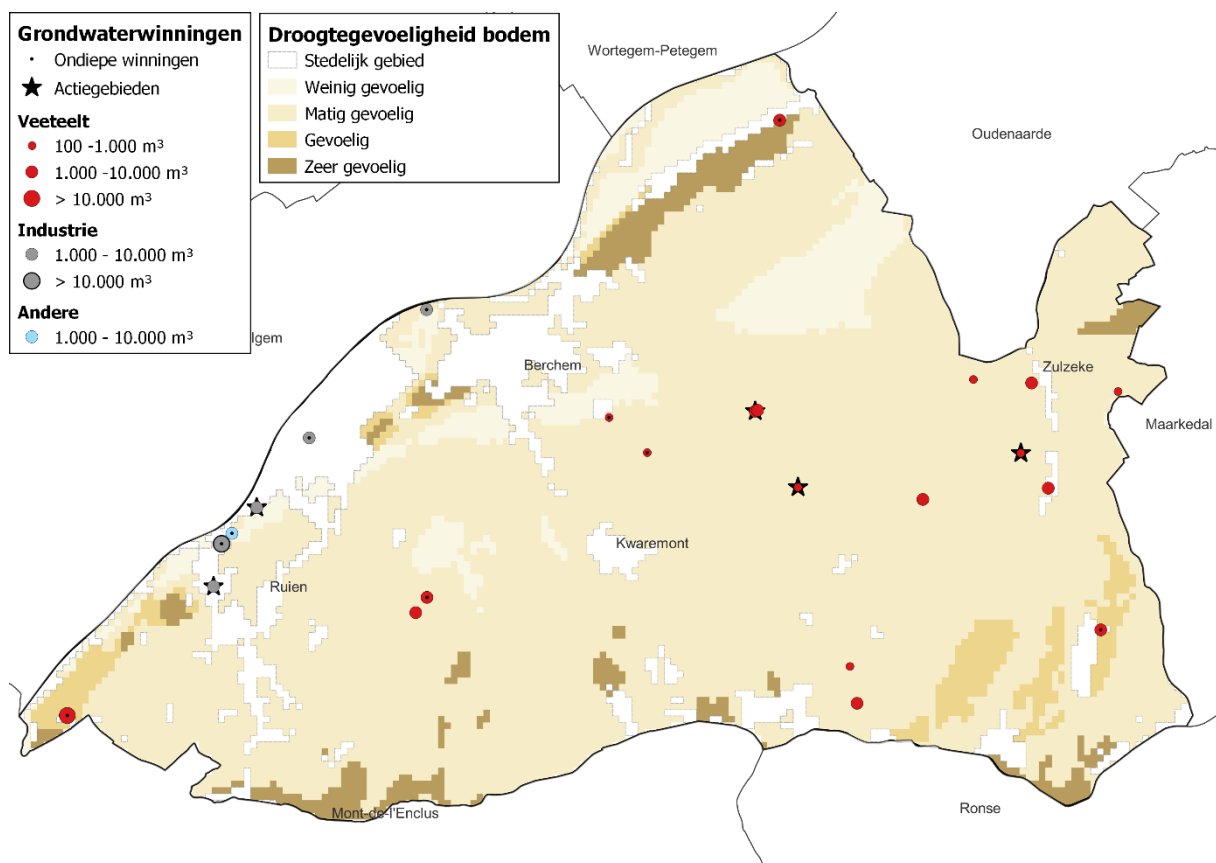 Grondwaterwinningen
Ondiepe winningen
Actiegebieden
Veeteelt
100 -1.000 m³
1.000 -10.000 m³
> 10.000 m³
Industrie
1.000 - 10.000 m³
> 10.000 m³
Andere
1.000 - 10.000 m³
Droogtegevoeligheid bodem
Stedelijk gebied
Weinig gevoelig
Matig gevoelig
Gevoelig
Zeer gevoelig
Wortegem-Petegem
Oudenaarde
lgem
Berchem
Zulzeke
Maarkedal
Kwaremont
Ruien
Mont-de-l'Enclus
Ronse